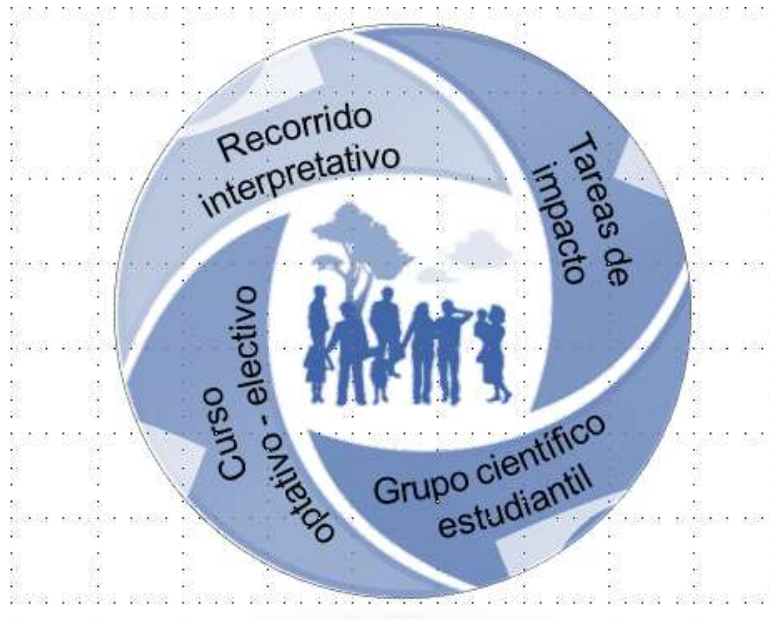 Recorrido
interpretativo
Tareas de
impacto
Grupo científico
estudiantil
Curso
optativo - electivo